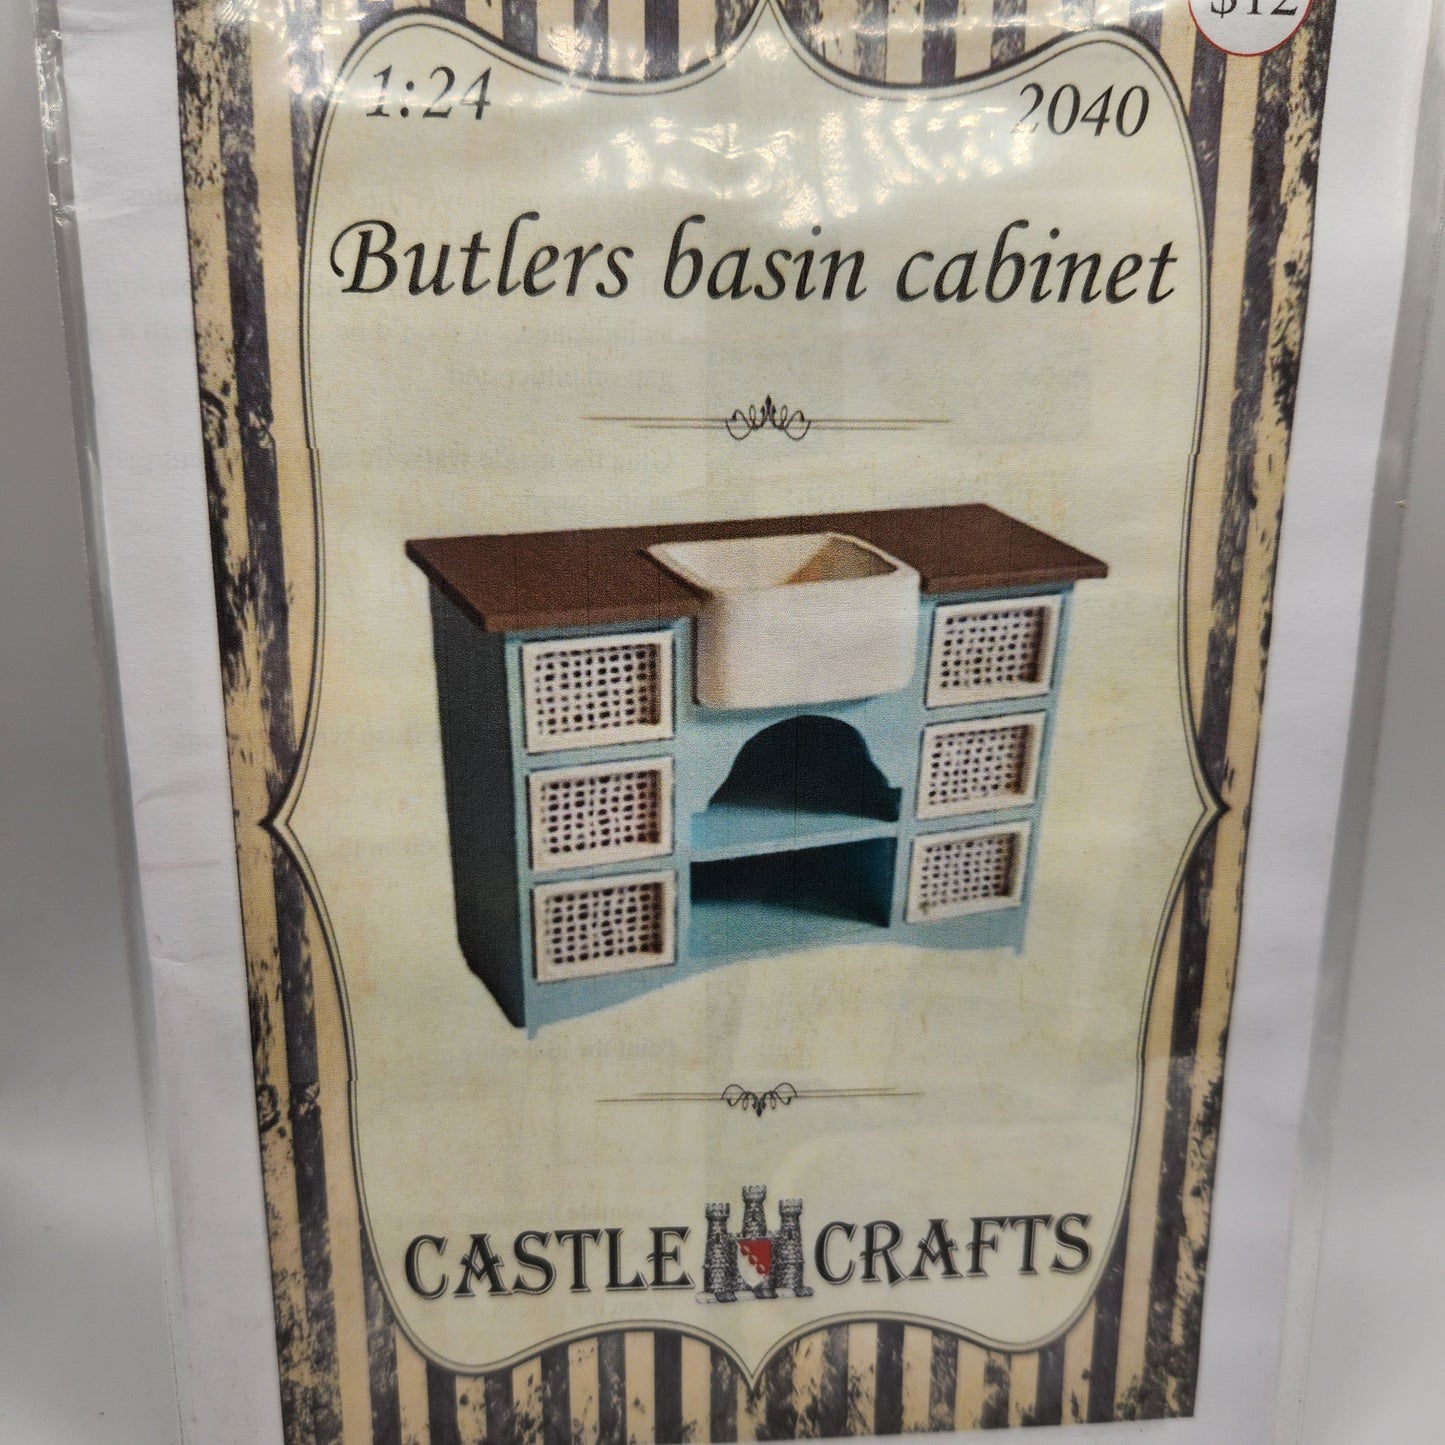 $12
1:24
2040
Butlers basin cabinet
CASTLE CRAFTS